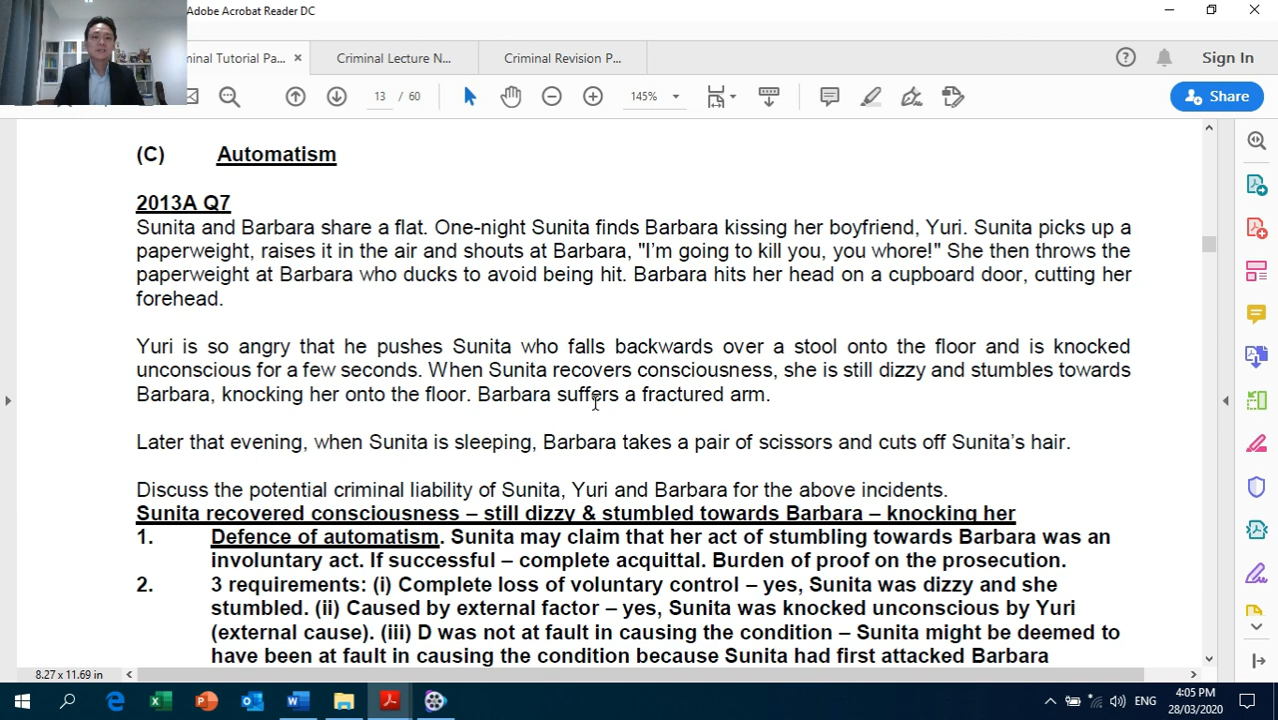 Adobe Acrobat Reader DC
minal Tutorial Pa... × Criminal Lecture N... Criminal Revision P... Sign In
13 / 60 145% Share
(C) Automatism
2013A Q7
Sunita and Barbara share a flat. One-night Sunita finds Barbara kissing her boyfriend, Yuri. Sunita picks up a
paperweight, raises it in the air and shouts at Barbara, "I'm going to kill you, you whore!" She then throws the
paperweight at Barbara who ducks to avoid being hit. Barbara hits her head on a cupboard door, cutting her
forehead.
Yuri is so angry that he pushes Sunita who falls backwards over a stool onto the floor and is knocked
unconscious for a few seconds. When Sunita recovers consciousness, she is still dizzy and stumbles towards
Barbara, knocking her onto the floor. Barbara suffers a fractured arm.
Later that evening, when Sunita is sleeping, Barbara takes a pair of scissors and cuts off Sunita's hair.
Discuss the potential criminal liability of Sunita, Yuri and Barbara for the above incidents.
Sunita recovered consciousness – still dizzy & stumbled towards Barbara – knocking her
1. Defence of automatism. Sunita may claim that her act of stumbling towards Barbara was an
involuntary act. If successful – complete acquittal. Burden of proof on the prosecution.
2. 3 requirements: (i) Complete loss of voluntary control – yes, Sunita was dizzy and she
stumbled. (ii) Caused by external factor – yes, Sunita was knocked unconscious by Yuri
(external cause). (iii) D was not at fault in causing the condition – Sunita might be deemed to
have been at fault in causing the condition because Sunita had first attacked Barbara
8.27 x 11.69 in
ENG
4:05 PM
28/03/2020